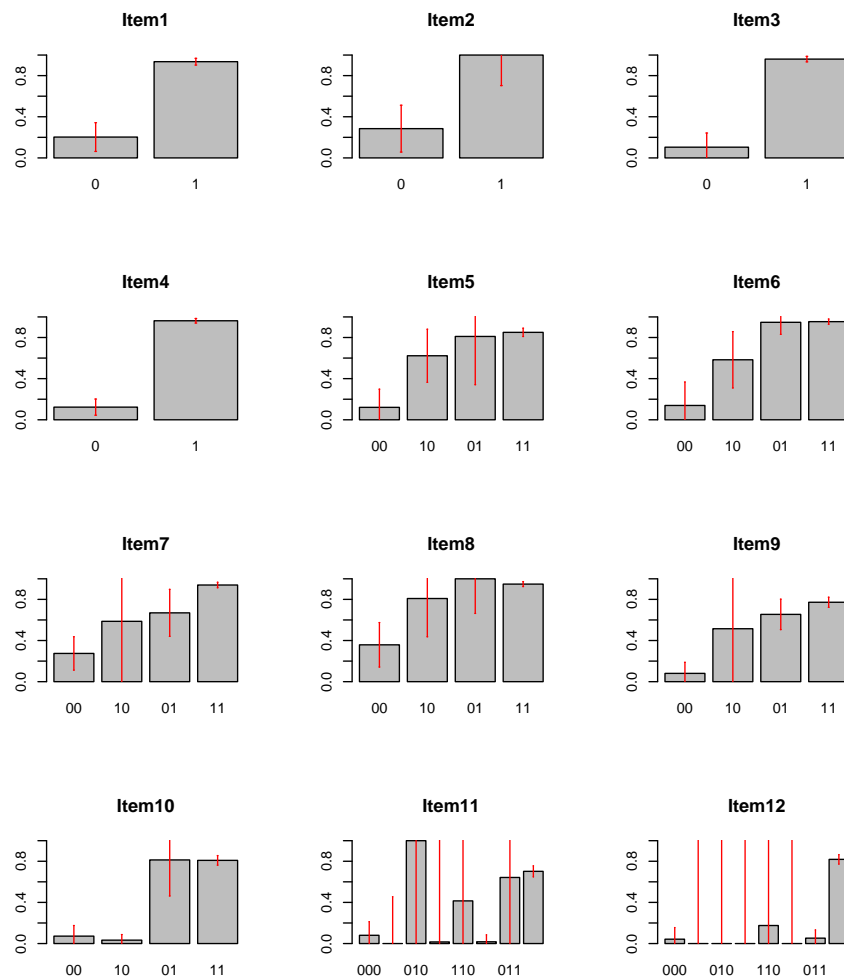 Item1 Item2 Item3
0.8 0.8 0.8
0.4 0.4 0.4
0.0 0.0 0.0
0 1 0 1 0 1
Item4 Item5 Item6
0.8 0.8 0.8
0.4 0.4 0.4
0.0 0.0 0.0
0 1 00 10 01 11 00 10 01 11
Item7 Item8 Item9
0.8 0.8 0.8
0.4 0.4 0.4
0.0 0.0 0.0
00 10 01 11 00 10 01 11 00 10 01 11
Item10 Item11 Item12
0.8 0.8 0.8
0.4 0.4 0.4
0.0 0.0 0.0
00 10 01 11 000 010 110 011 000 010 110 011